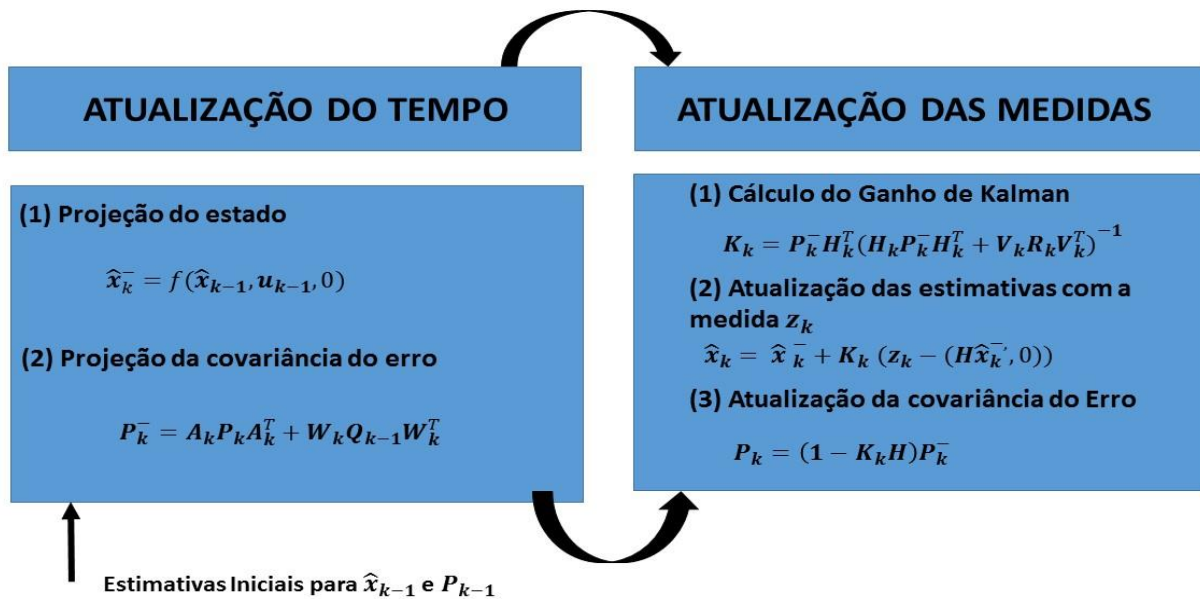 ATUALIZAÇÃO DO TEMPO
(1) Projeção do estado
x̂ₖ⁻ = f(x̂ₖ₋₁, uₖ₋₁, 0)
(2) Projeção da covariância do erro
Pₖ⁻ = AₖPₖAₖᵀ + WₖQₖ₋₁Wₖᵀ
Estimativas Iniciais para x̂ₖ₋₁ e Pₖ₋₁
ATUALIZAÇÃO DAS MEDIDAS
(1) Cálculo do Ganho de Kalman
Kₖ = Pₖ⁻Hₖᵀ(HₖPₖ⁻Hₖᵀ + VₖRₖVₖᵀ)⁻¹
(2) Atualização das estimativas com a
medida zₖ
x̂ₖ = x̂ₖ⁻ + Kₖ (zₖ − (Hx̂ₖ⁻, 0))
(3) Atualização da covariância do Erro
Pₖ = (1 − KₖH)Pₖ⁻